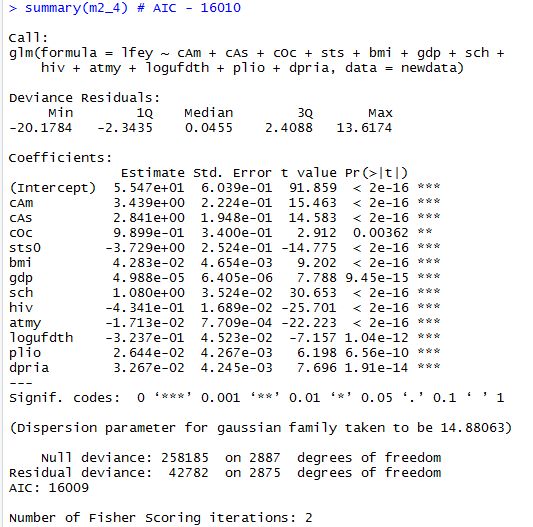 > summary(m2_4) # AIC - 16010
Call:
glm(formula = lfey ~ cAm + cAs + cOc + sts + bmi + gdp + sch +
    hiv + atmy + logufdth + plio + dpria, data = newdata)
Deviance Residuals:
     Min       1Q   Median       3Q      Max
-20.1784  -2.3435   0.0455   2.4088  13.6174
Coefficients:
              Estimate Std. Error t value Pr(>|t|)
(Intercept)  5.547e+01  6.039e-01  91.859  < 2e-16 ***
cAm          3.439e+00  2.224e-01  15.463  < 2e-16 ***
cAs          2.841e+00  1.948e-01  14.583  < 2e-16 ***
cOc          9.899e-01  3.400e-01   2.912  0.00362 **
sts0        -3.729e+00  2.524e-01 -14.775  < 2e-16 ***
bmi          4.283e-02  4.654e-03   9.202  < 2e-16 ***
gdp          4.988e-05  6.405e-06   7.788 9.45e-15 ***
sch          1.080e+00  3.524e-02  30.653  < 2e-16 ***
hiv         -4.341e-01  1.689e-02 -25.701  < 2e-16 ***
atmy        -1.713e-02  7.709e-04 -22.223  < 2e-16 ***
logufdth    -3.237e-01  4.523e-02  -7.157 1.04e-12 ***
plio         2.644e-02  4.267e-03   6.198 6.56e-10 ***
dpria        3.267e-02  4.245e-03   7.696 1.91e-14 ***
---
Signif. codes:  0 ‘***’ 0.001 ‘**’ 0.01 ‘*’ 0.05 ‘.’ 0.1 ‘ ’ 1
(Dispersion parameter for gaussian family taken to be 14.88063)
    Null deviance: 258185  on 2887  degrees of freedom
Residual deviance:  42782  on 2875  degrees of freedom
AIC: 16009
Number of Fisher Scoring iterations: 2